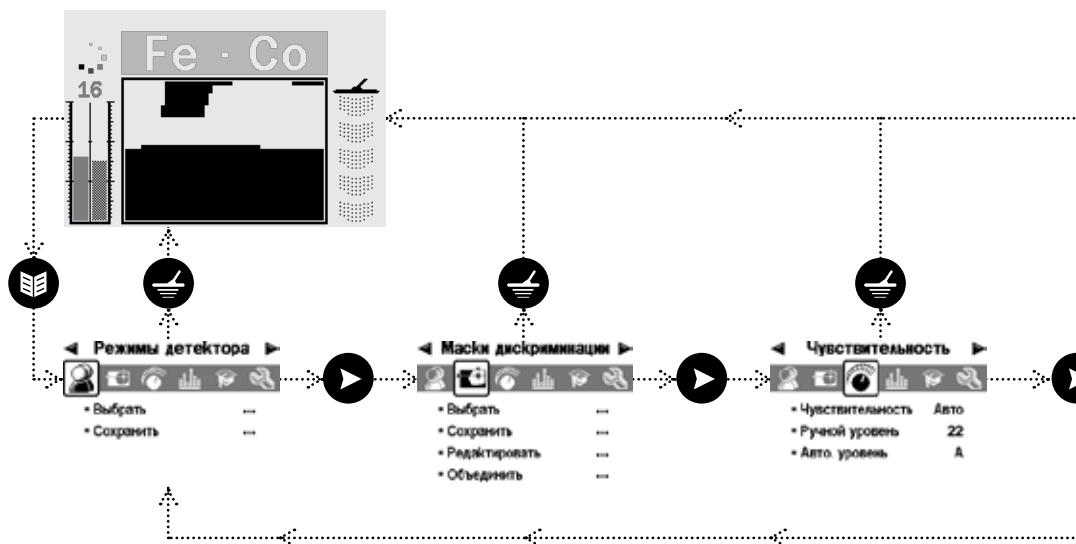 Fe · Co
16
Режимы детектора
Выбрать ---
Сохранить ---
Маски дискриминации
Выбрать ---
Сохранить ---
Редактировать ---
Объединить ---
Чувствительность
Чувствительность Авто
Ручной уровень 22
Авто. уровень А